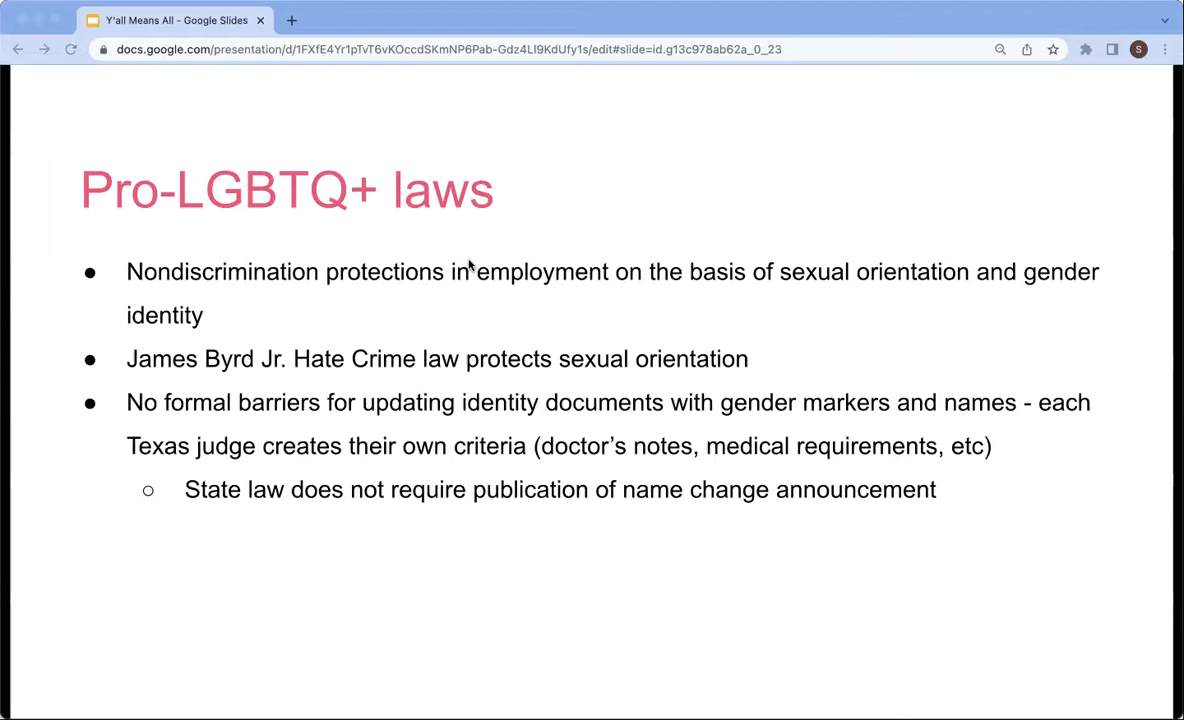 Y'all Means All - Google Slides
docs.google.com/presentation/d/1FXfE4Yr1pTvT6vKOccdSKmNP6Pab-Gdz4LI9KdUfy1s/edit#slide=id.g13c978ab62a_0_23
S
Pro-LGBTQ+ laws
● Nondiscrimination protections in employment on the basis of sexual orientation and gender
identity
● James Byrd Jr. Hate Crime law protects sexual orientation
● No formal barriers for updating identity documents with gender markers and names - each
Texas judge creates their own criteria (doctor's notes, medical requirements, etc)
○ State law does not require publication of name change announcement